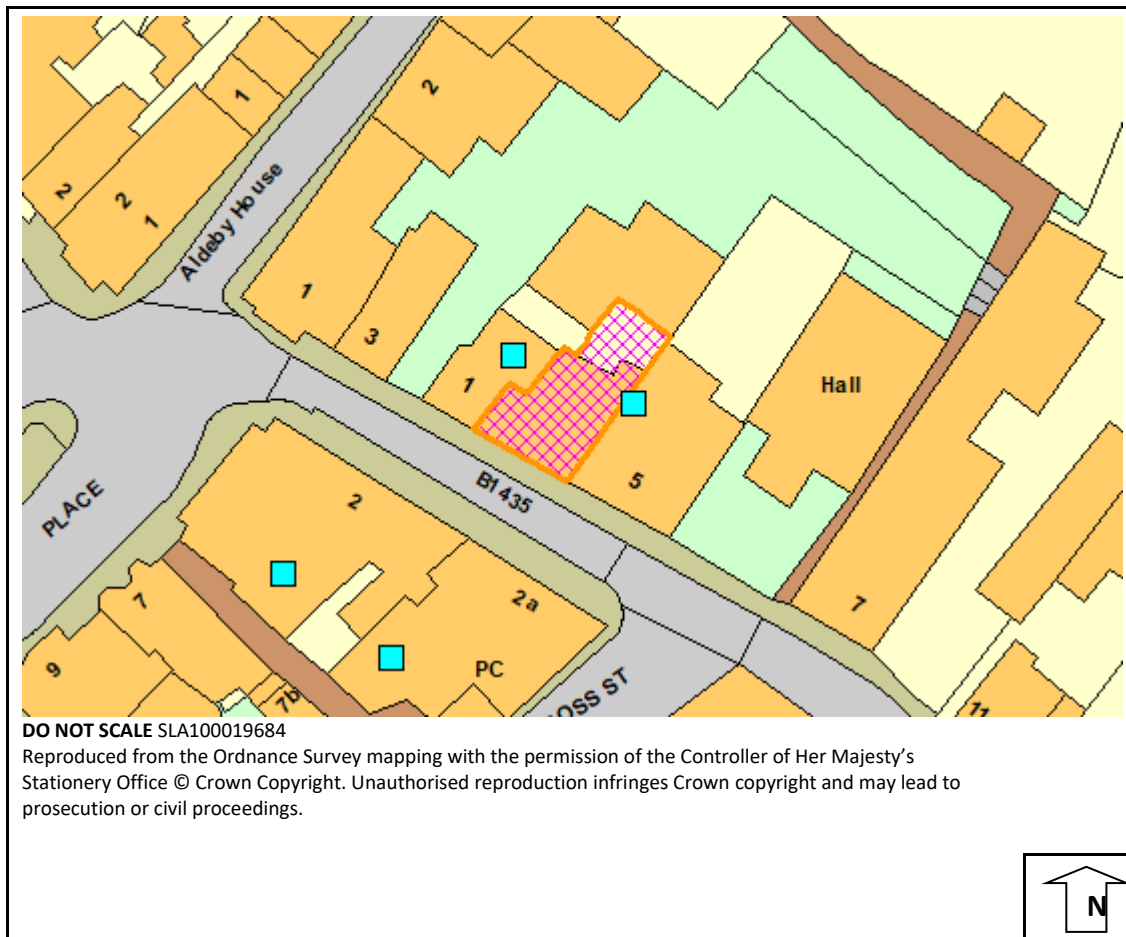 1
2
2
2
1
Aldeby House
1
3
1
Hall
B1435
5
PLACE
2
2a
7
7
9
PC
7b
OSS ST
11
DO NOT SCALE SLA100019684
Reproduced from the Ordnance Survey mapping with the permission of the Controller of Her Majesty’s
Stationery Office © Crown Copyright. Unauthorised reproduction infringes Crown copyright and may lead to
prosecution or civil proceedings.
N